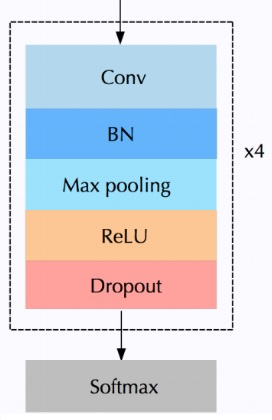 Conv
BN
x4
Max pooling
ReLU
Dropout
Softmax